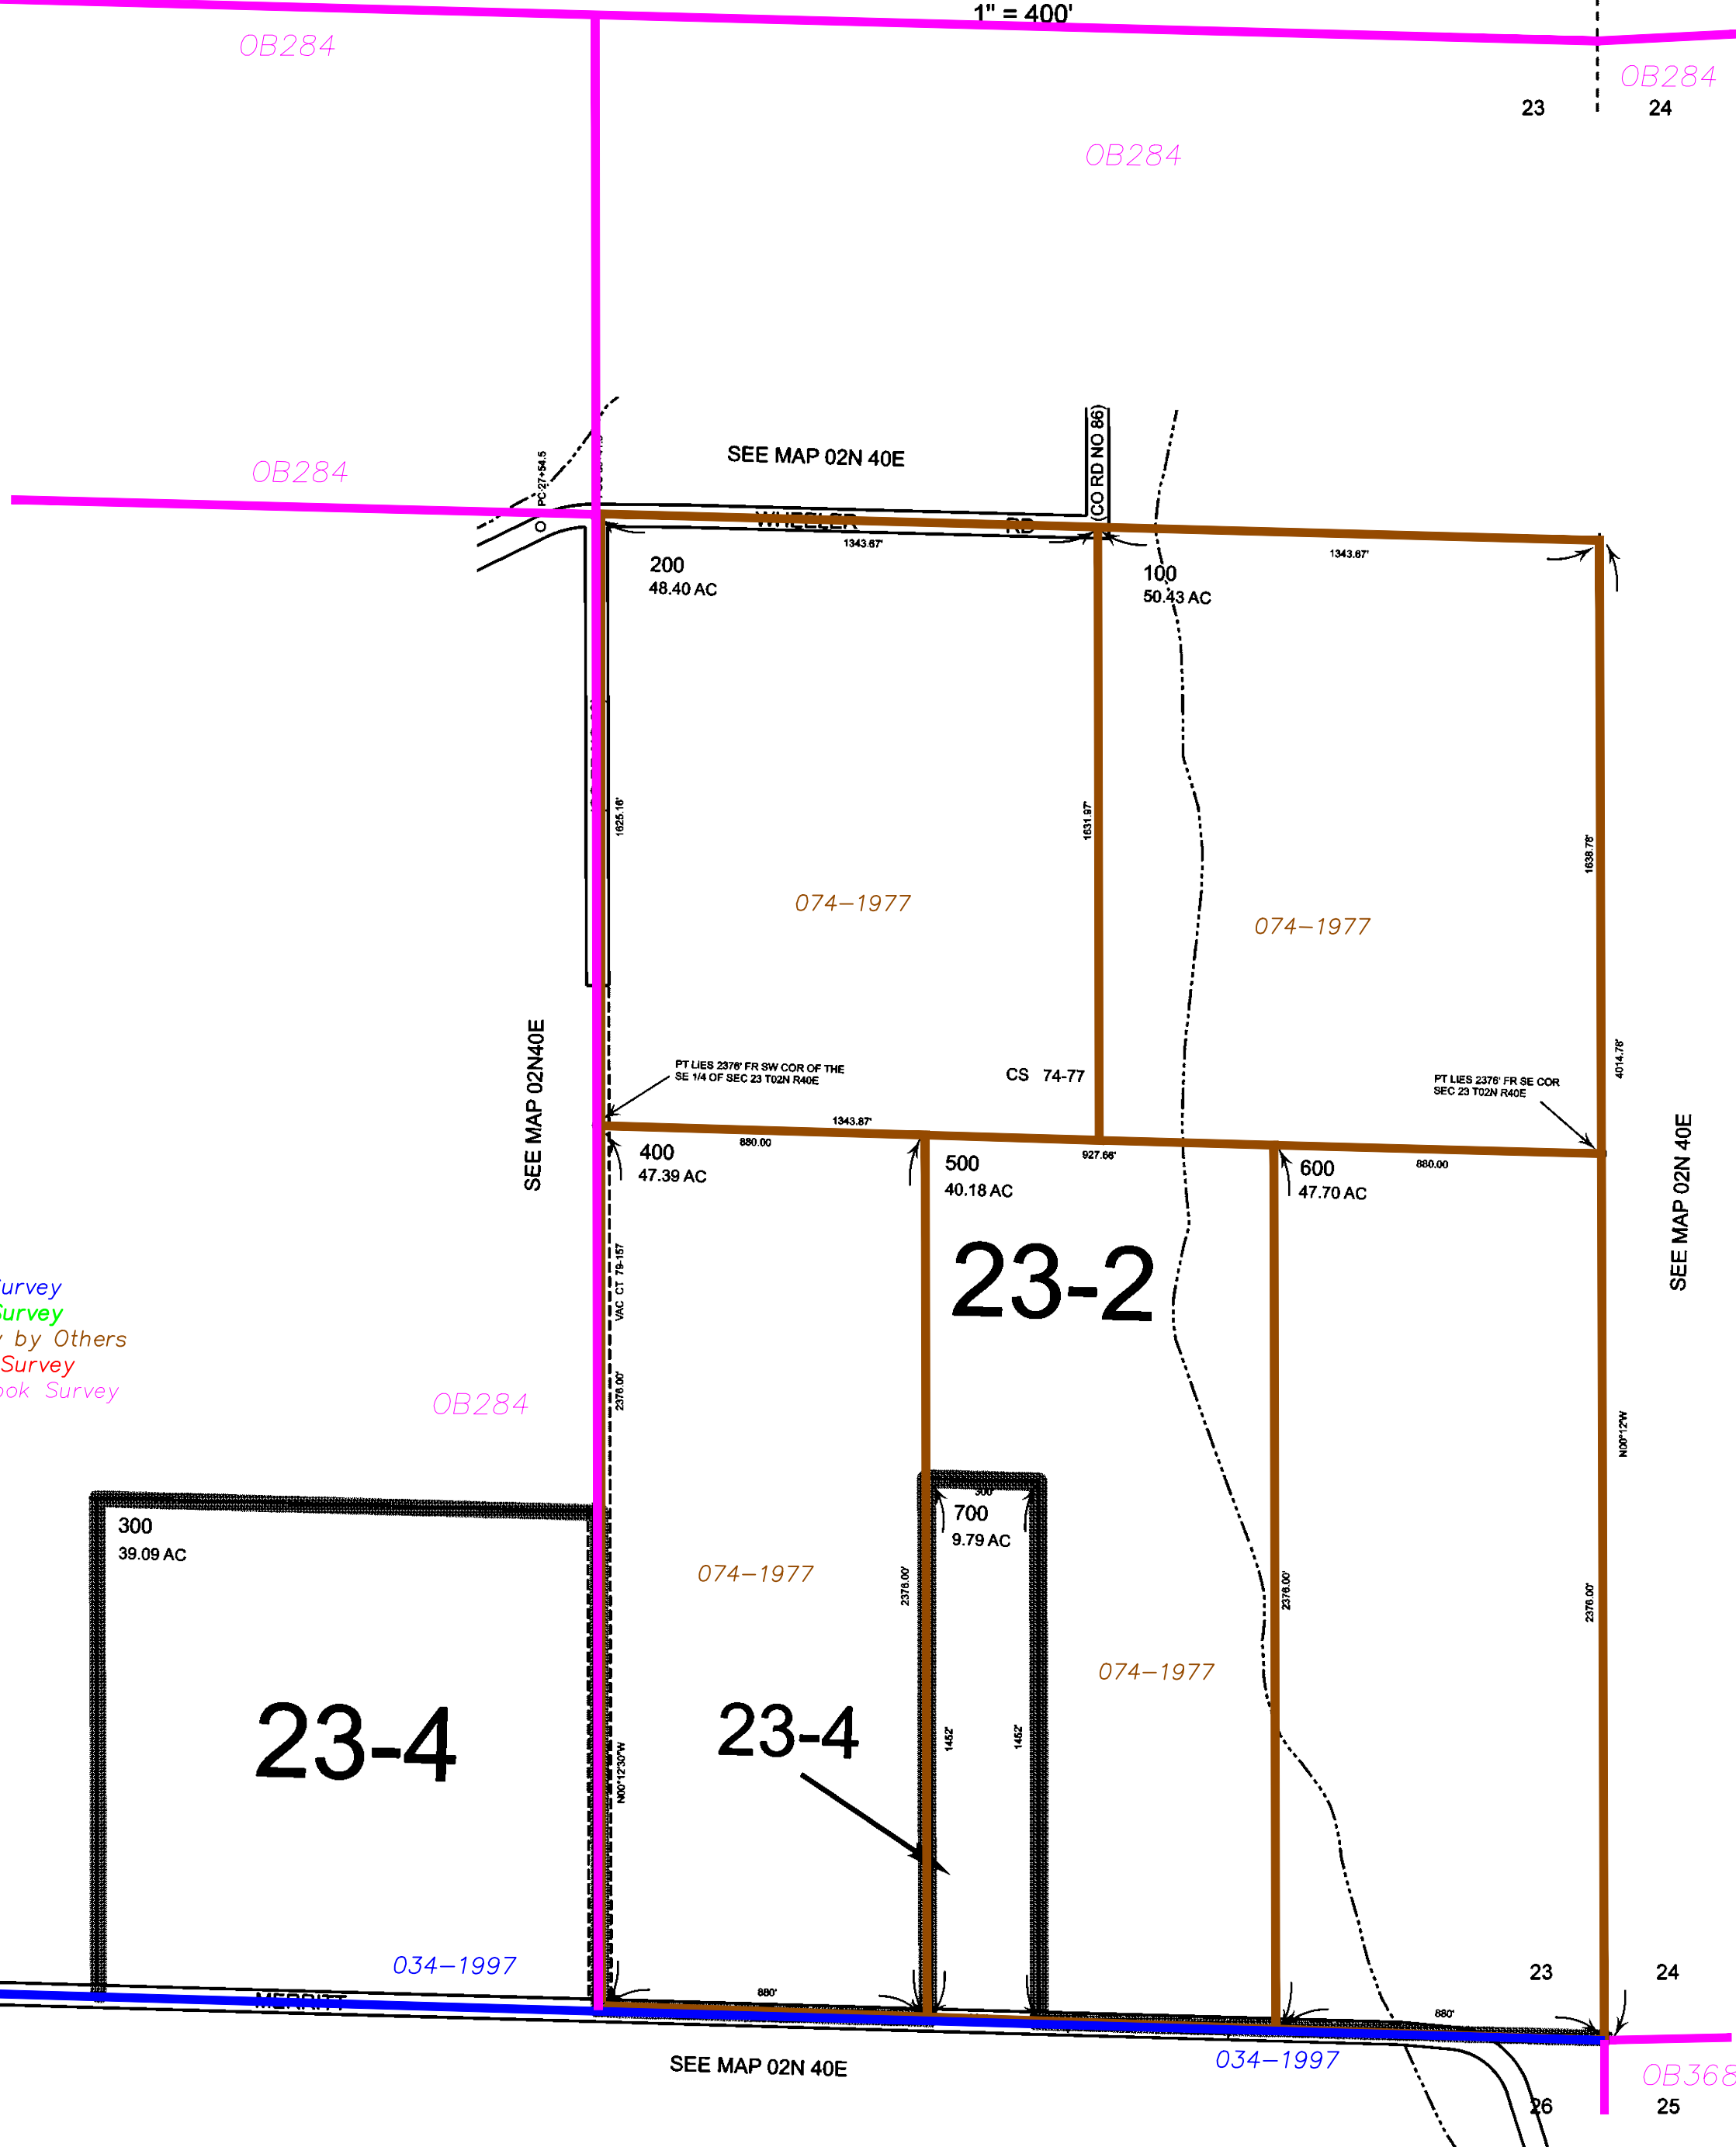 1" = 400'
OB284
OB284
23 24
OB284
(CO RD NO 86)
SEE MAP 02N 40E
OB284
PC 27+54.5
WHEELER RD
1343.67'
1343.67'
200
48.40 AC
100
50.43 AC
1625.16'
1631.97'
1638.78'
074-1977
074-1977
SEE MAP 02N40E
PT LIES 2376' FR SW COR OF THE
SE 1/4 OF SEC 23 T02N R40E
CS 74-77
PT LIES 2376' FR SE COR
SEC 23 T02N R40E
4014.78'
1343.87'
880.00
927.66'
880.00
400
47.39 AC
500
40.18 AC
600
47.70 AC
SEE MAP 02N 40E
VAC CT 79-157
23-2
urvey
Survey
y by Others
Survey
ook Survey
2376.00'
OB284
N00°12'W
300
39.09 AC
300'
700
9.79 AC
074-1977
2376.00'
2376.00'
2376.00'
074-1977
23-4
23-4
1452'
1452'
N00°12'30"W
034-1997
23 24
MERRITT
880'
880'
SEE MAP 02N 40E
034-1997
OB368
26 25